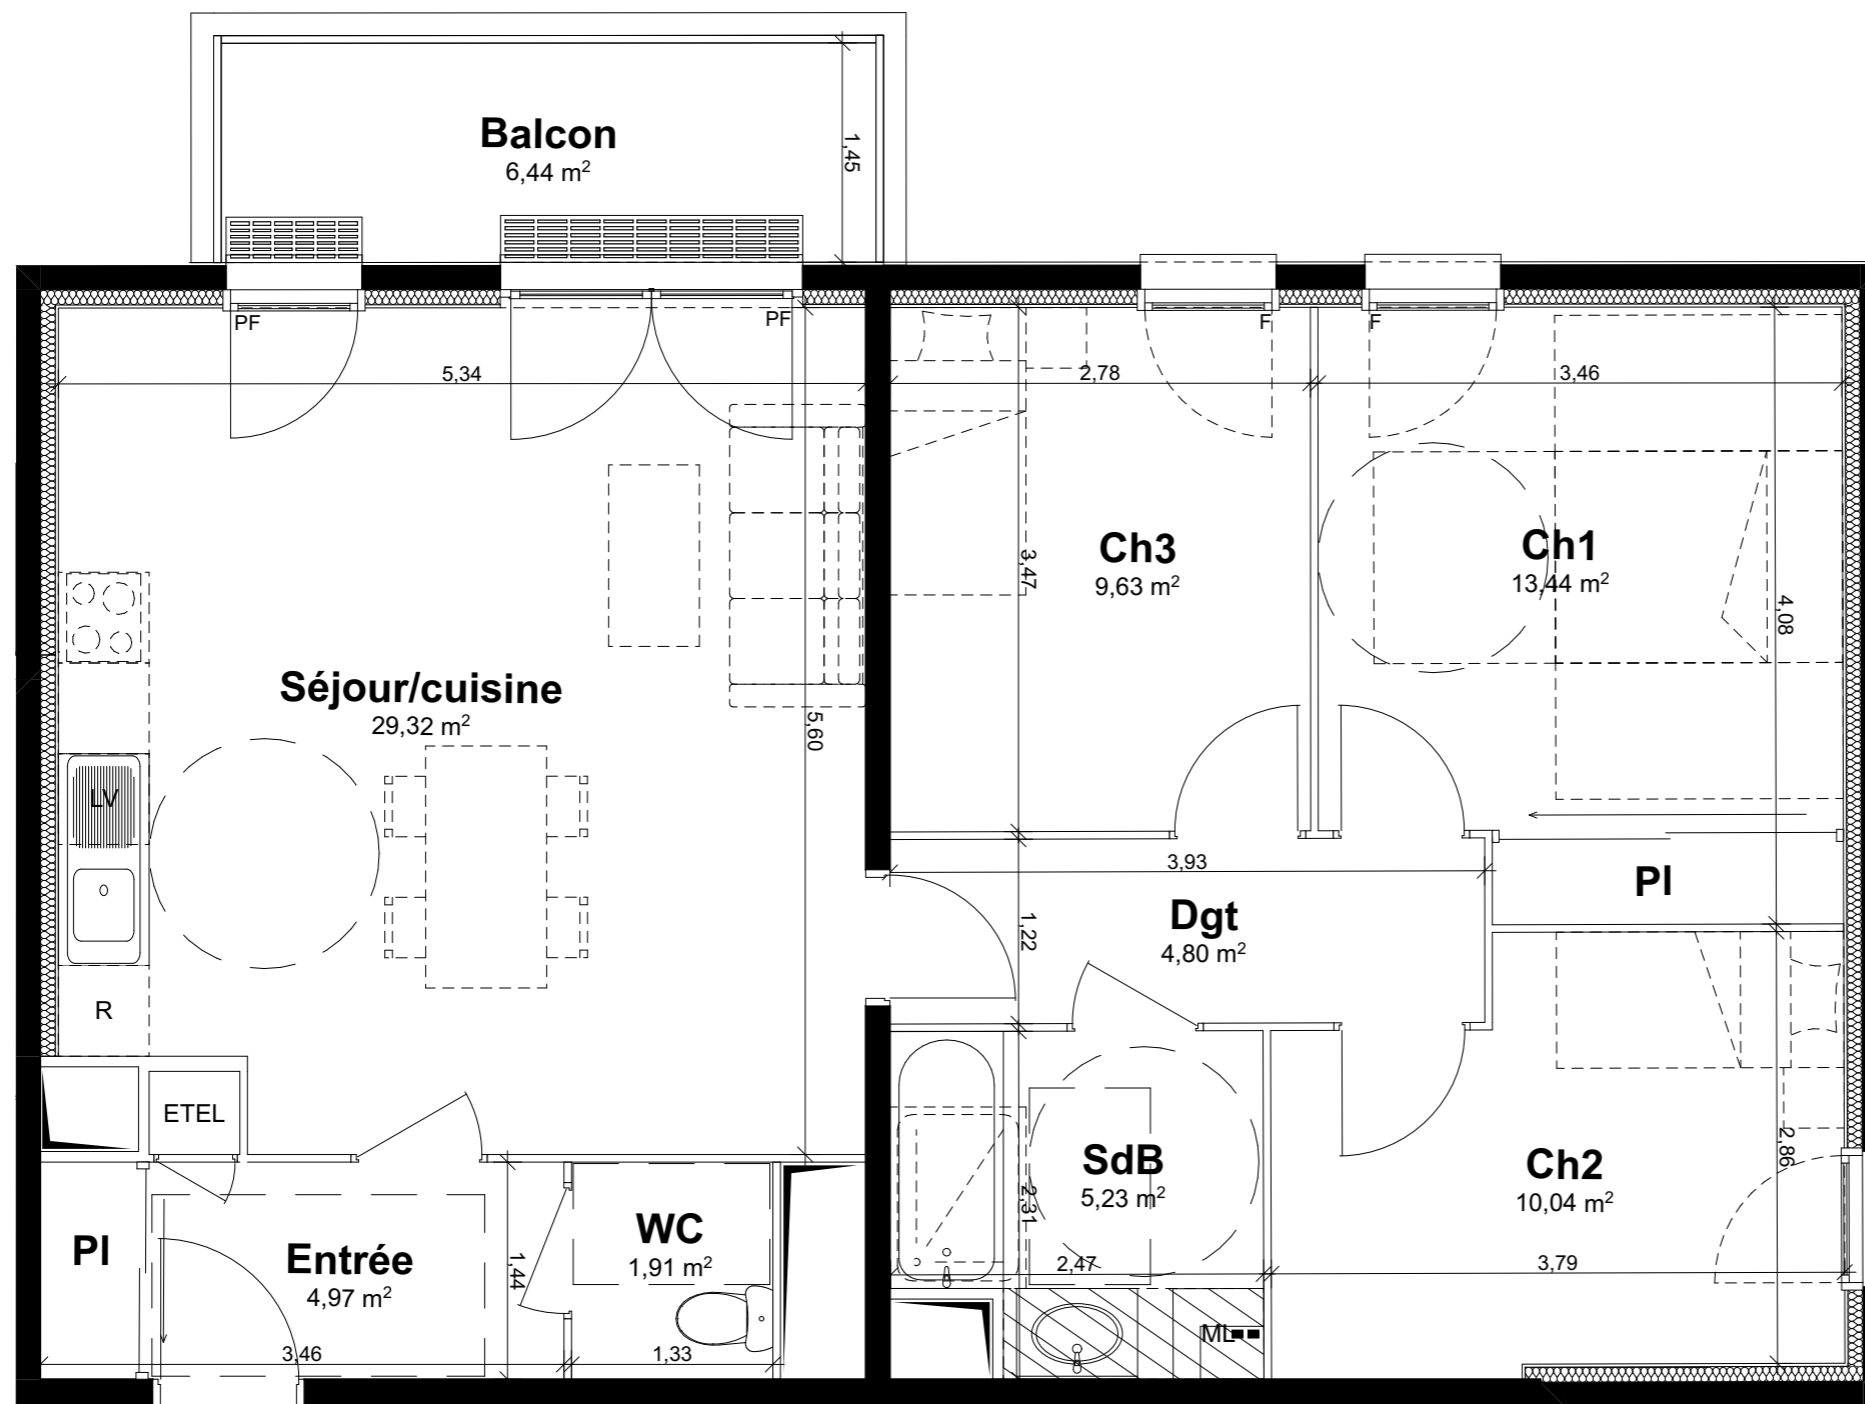 Balcon
6,44 m²
1,45
PF
PF
F
F
5,34
2,78
3,46
Ch3
9,63 m²
3,47
Ch1
13,44 m²
4,08
Séjour/cuisine
29,32 m²
5,60
LV
3,93
Pl
Dgt
4,80 m²
1,22
R
ETEL
SdB
5,23 m²
2,31
Ch2
10,04 m²
2,86
Pl
Entrée
4,97 m²
1,44
WC
1,91 m²
2,47
3,79
ML
3,46
1,33